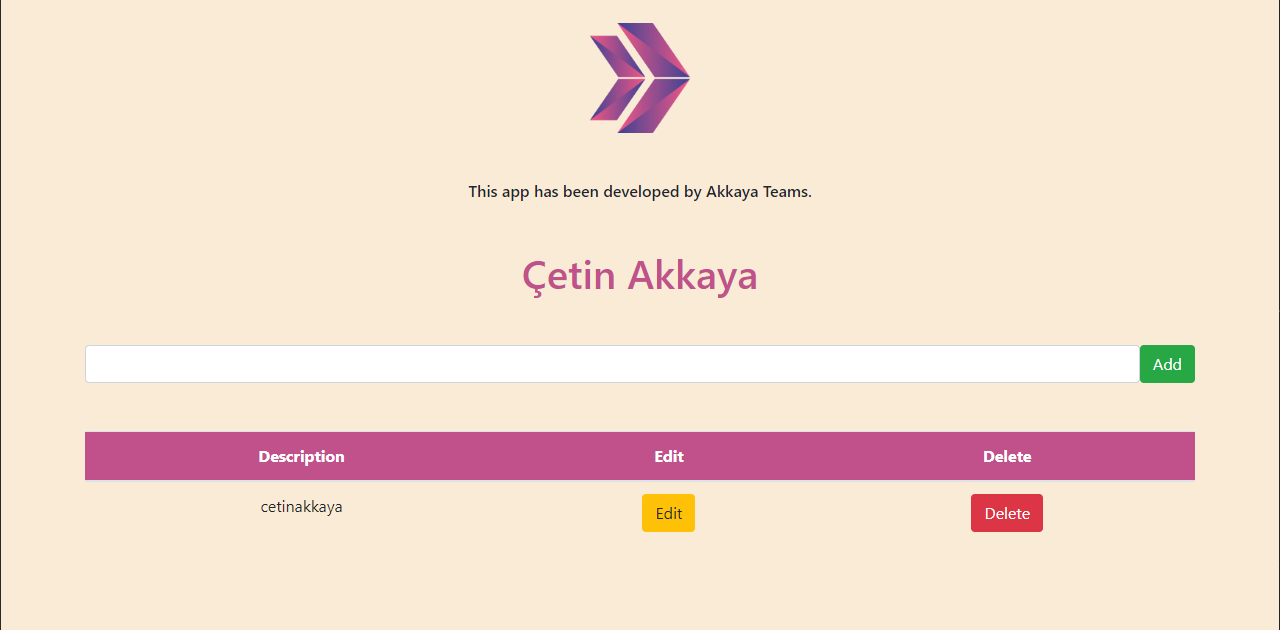 This app has been developed by Akkaya Teams.
Çetin Akkaya
Add
Description Edit Delete
cetinakkaya Edit Delete